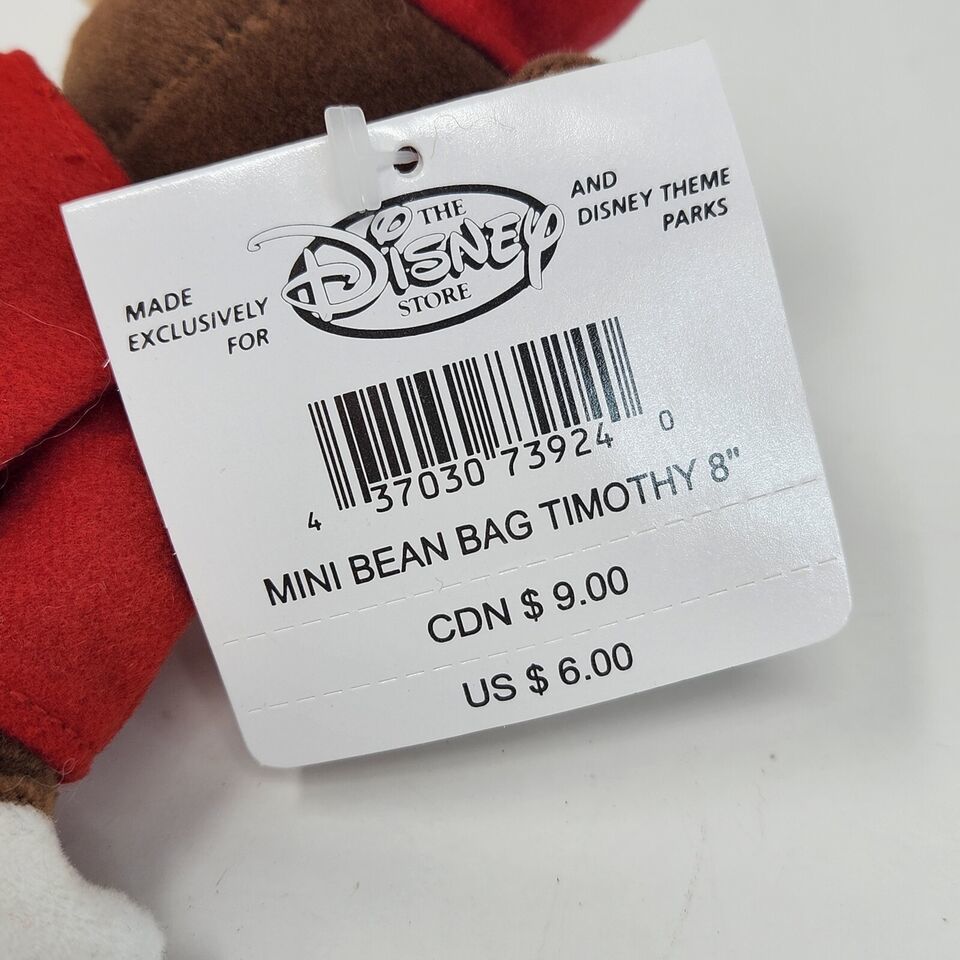 MADE
EXCLUSIVELY
FOR
THE
DISNEY
STORE
AND
DISNEY THEME
PARKS
4 37030 73924 0
MINI BEAN BAG TIMOTHY 8"
CDN $ 9.00
US $ 6.00